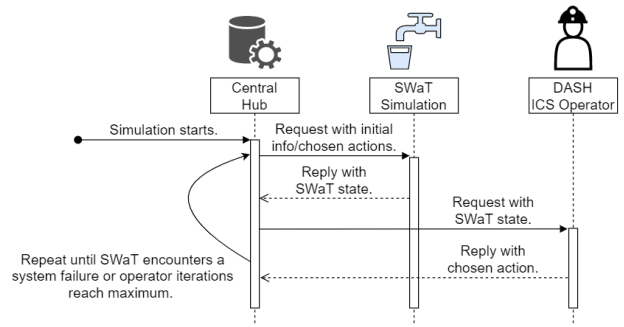 Central
Hub
SWaT
Simulation
DASH
ICS Operator
Simulation starts.
Request with initial
info/chosen actions.
Reply with
SWaT state.
Request with
SWaT state.
Reply with
chosen action.
Repeat until SWaT encounters a
system failure or operator iterations
reach maximum.